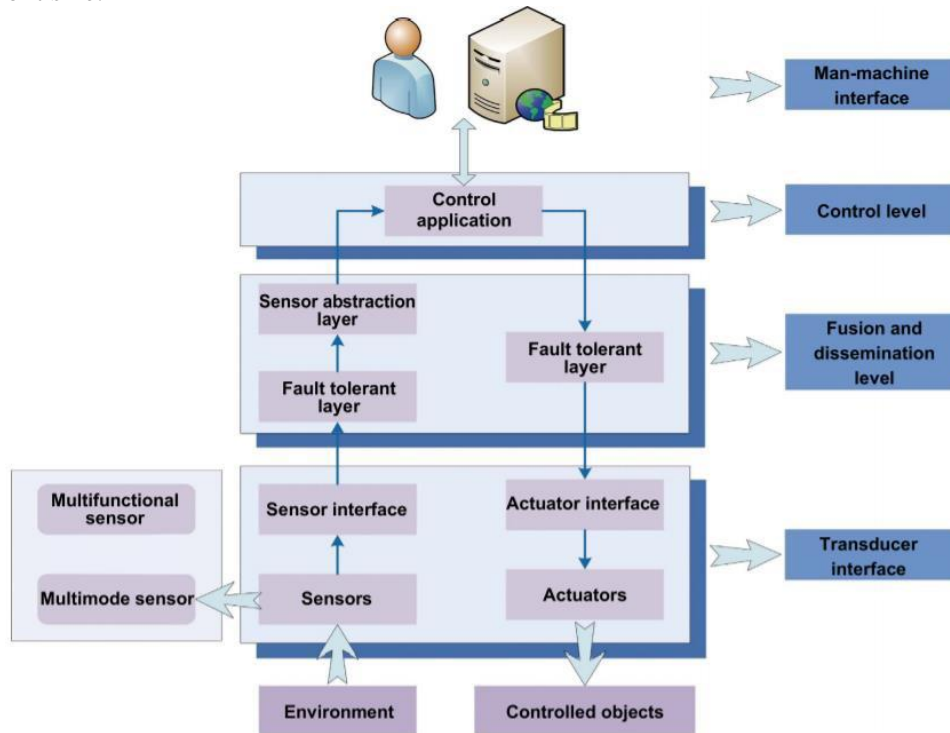 Man-machine
interface
Control
application
Control level
Sensor abstraction
layer
Fault tolerant
layer
Fault tolerant
layer
Fusion and
dissemination
level
Multifunctional
sensor
Sensor interface
Actuator interface
Transducer
interface
Multimode sensor
Sensors
Actuators
Environment
Controlled objects